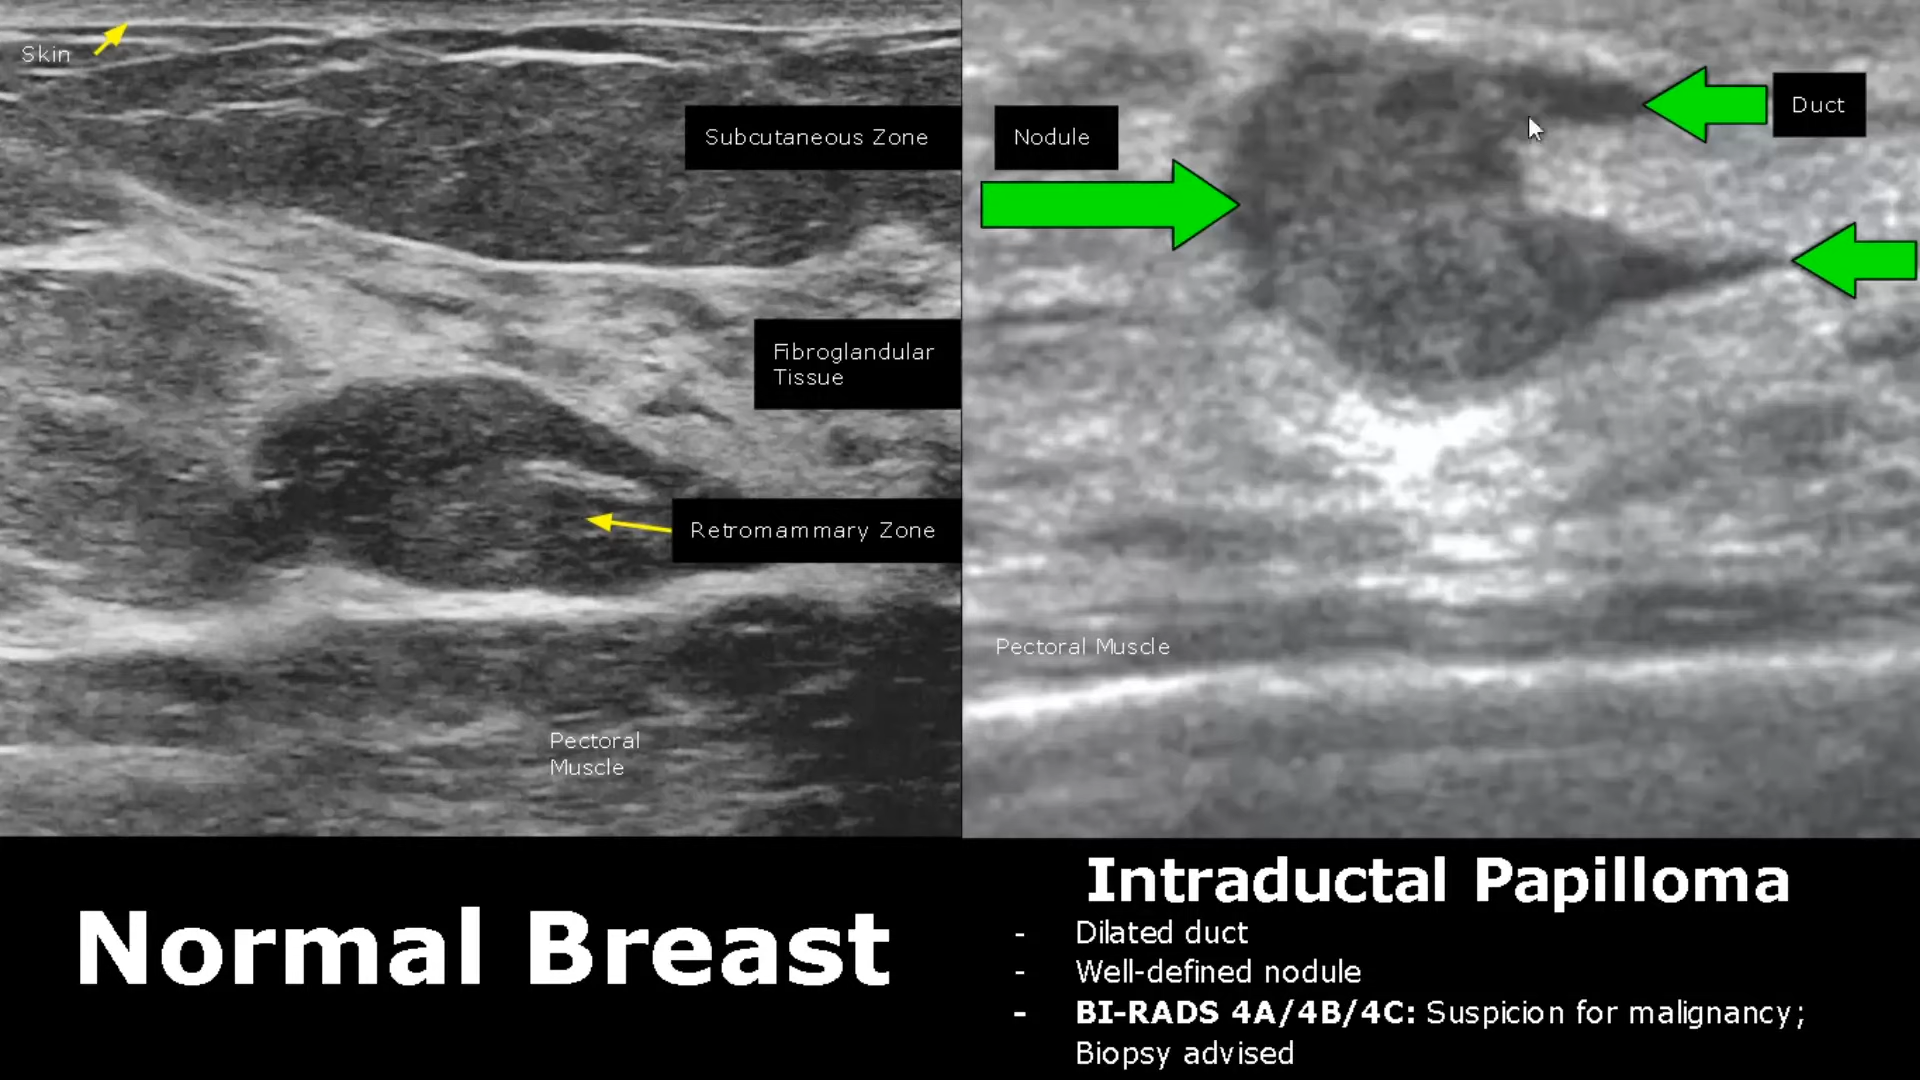 Skin
Subcutaneous Zone
Fibroglandular
Tissue
Retromammary Zone
Pectoral
Muscle
Normal Breast
Nodule
Duct
Pectoral Muscle
Intraductal Papilloma
- Dilated duct
- Well-defined nodule
- BI-RADS 4A/4B/4C: Suspicion for malignancy;
Biopsy advised